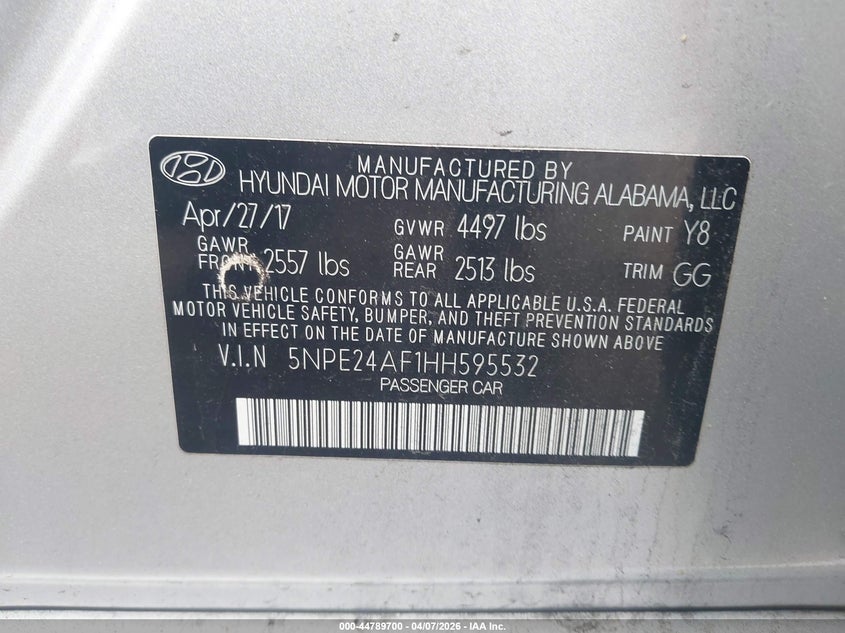 MANUFACTURED BY
HYUNDAI MOTOR MANUFACTURING ALABAMA, LLC
Apr/27/17 GVWR 4497 lbs PAINT Y8
GAWR FRONT 2557 lbs GAWR REAR 2513 lbs TRIM GG
THIS VEHICLE CONFORMS TO ALL APPLICABLE U.S.A. FEDERAL
MOTOR VEHICLE SAFETY, BUMPER, AND THEFT PREVENTION STANDARDS
IN EFFECT ON THE DATE OF MANUFACTURE SHOWN ABOVE
V.I.N 5NPE24AF1HH595532
PASSENGER CAR
000-44789700 - 04/07/2026 - IAA Inc.